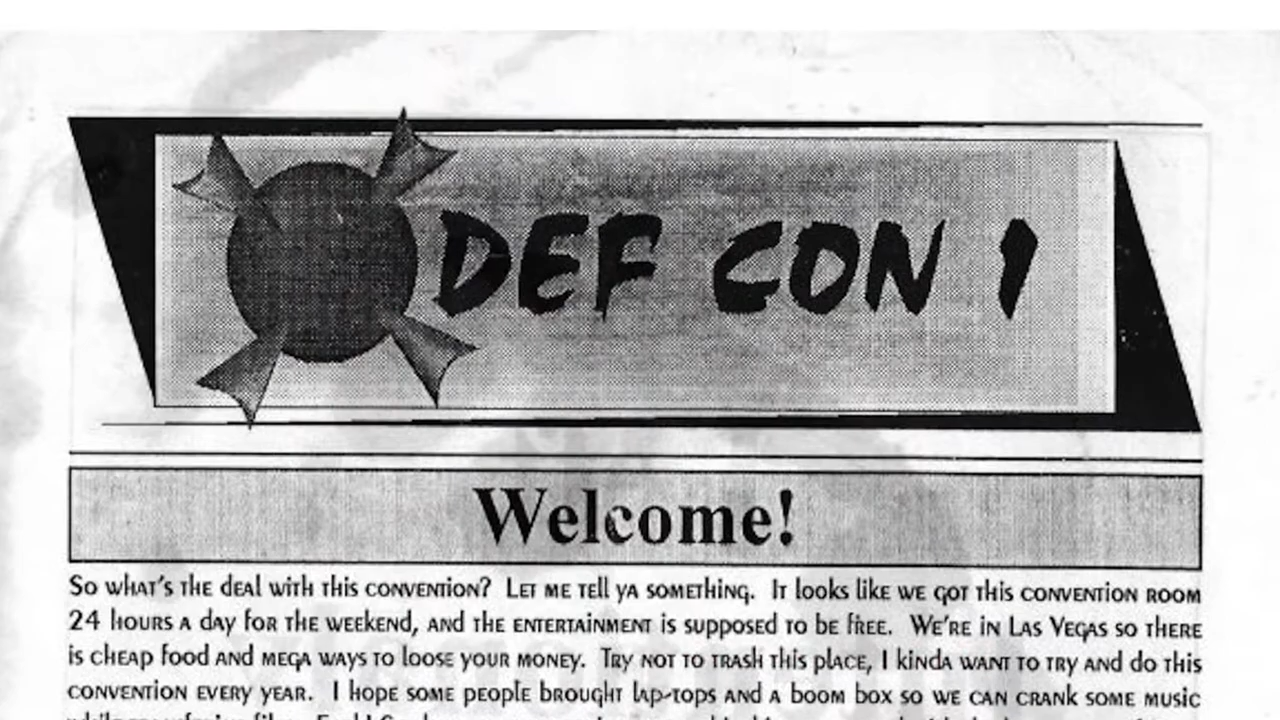 DEF CON 1
Welcome!
So what's the deal with this convention? Let me tell ya something. It looks like we got this convention room
24 hours a day for the weekend, and the entertainment is supposed to be free. We're in Las Vegas so there
is cheap food and mega ways to loose your money. Try not to trash this place, I kinda want to try and do this
convention every year. I hope some people brought lap-tops and a boom box so we can crank some music